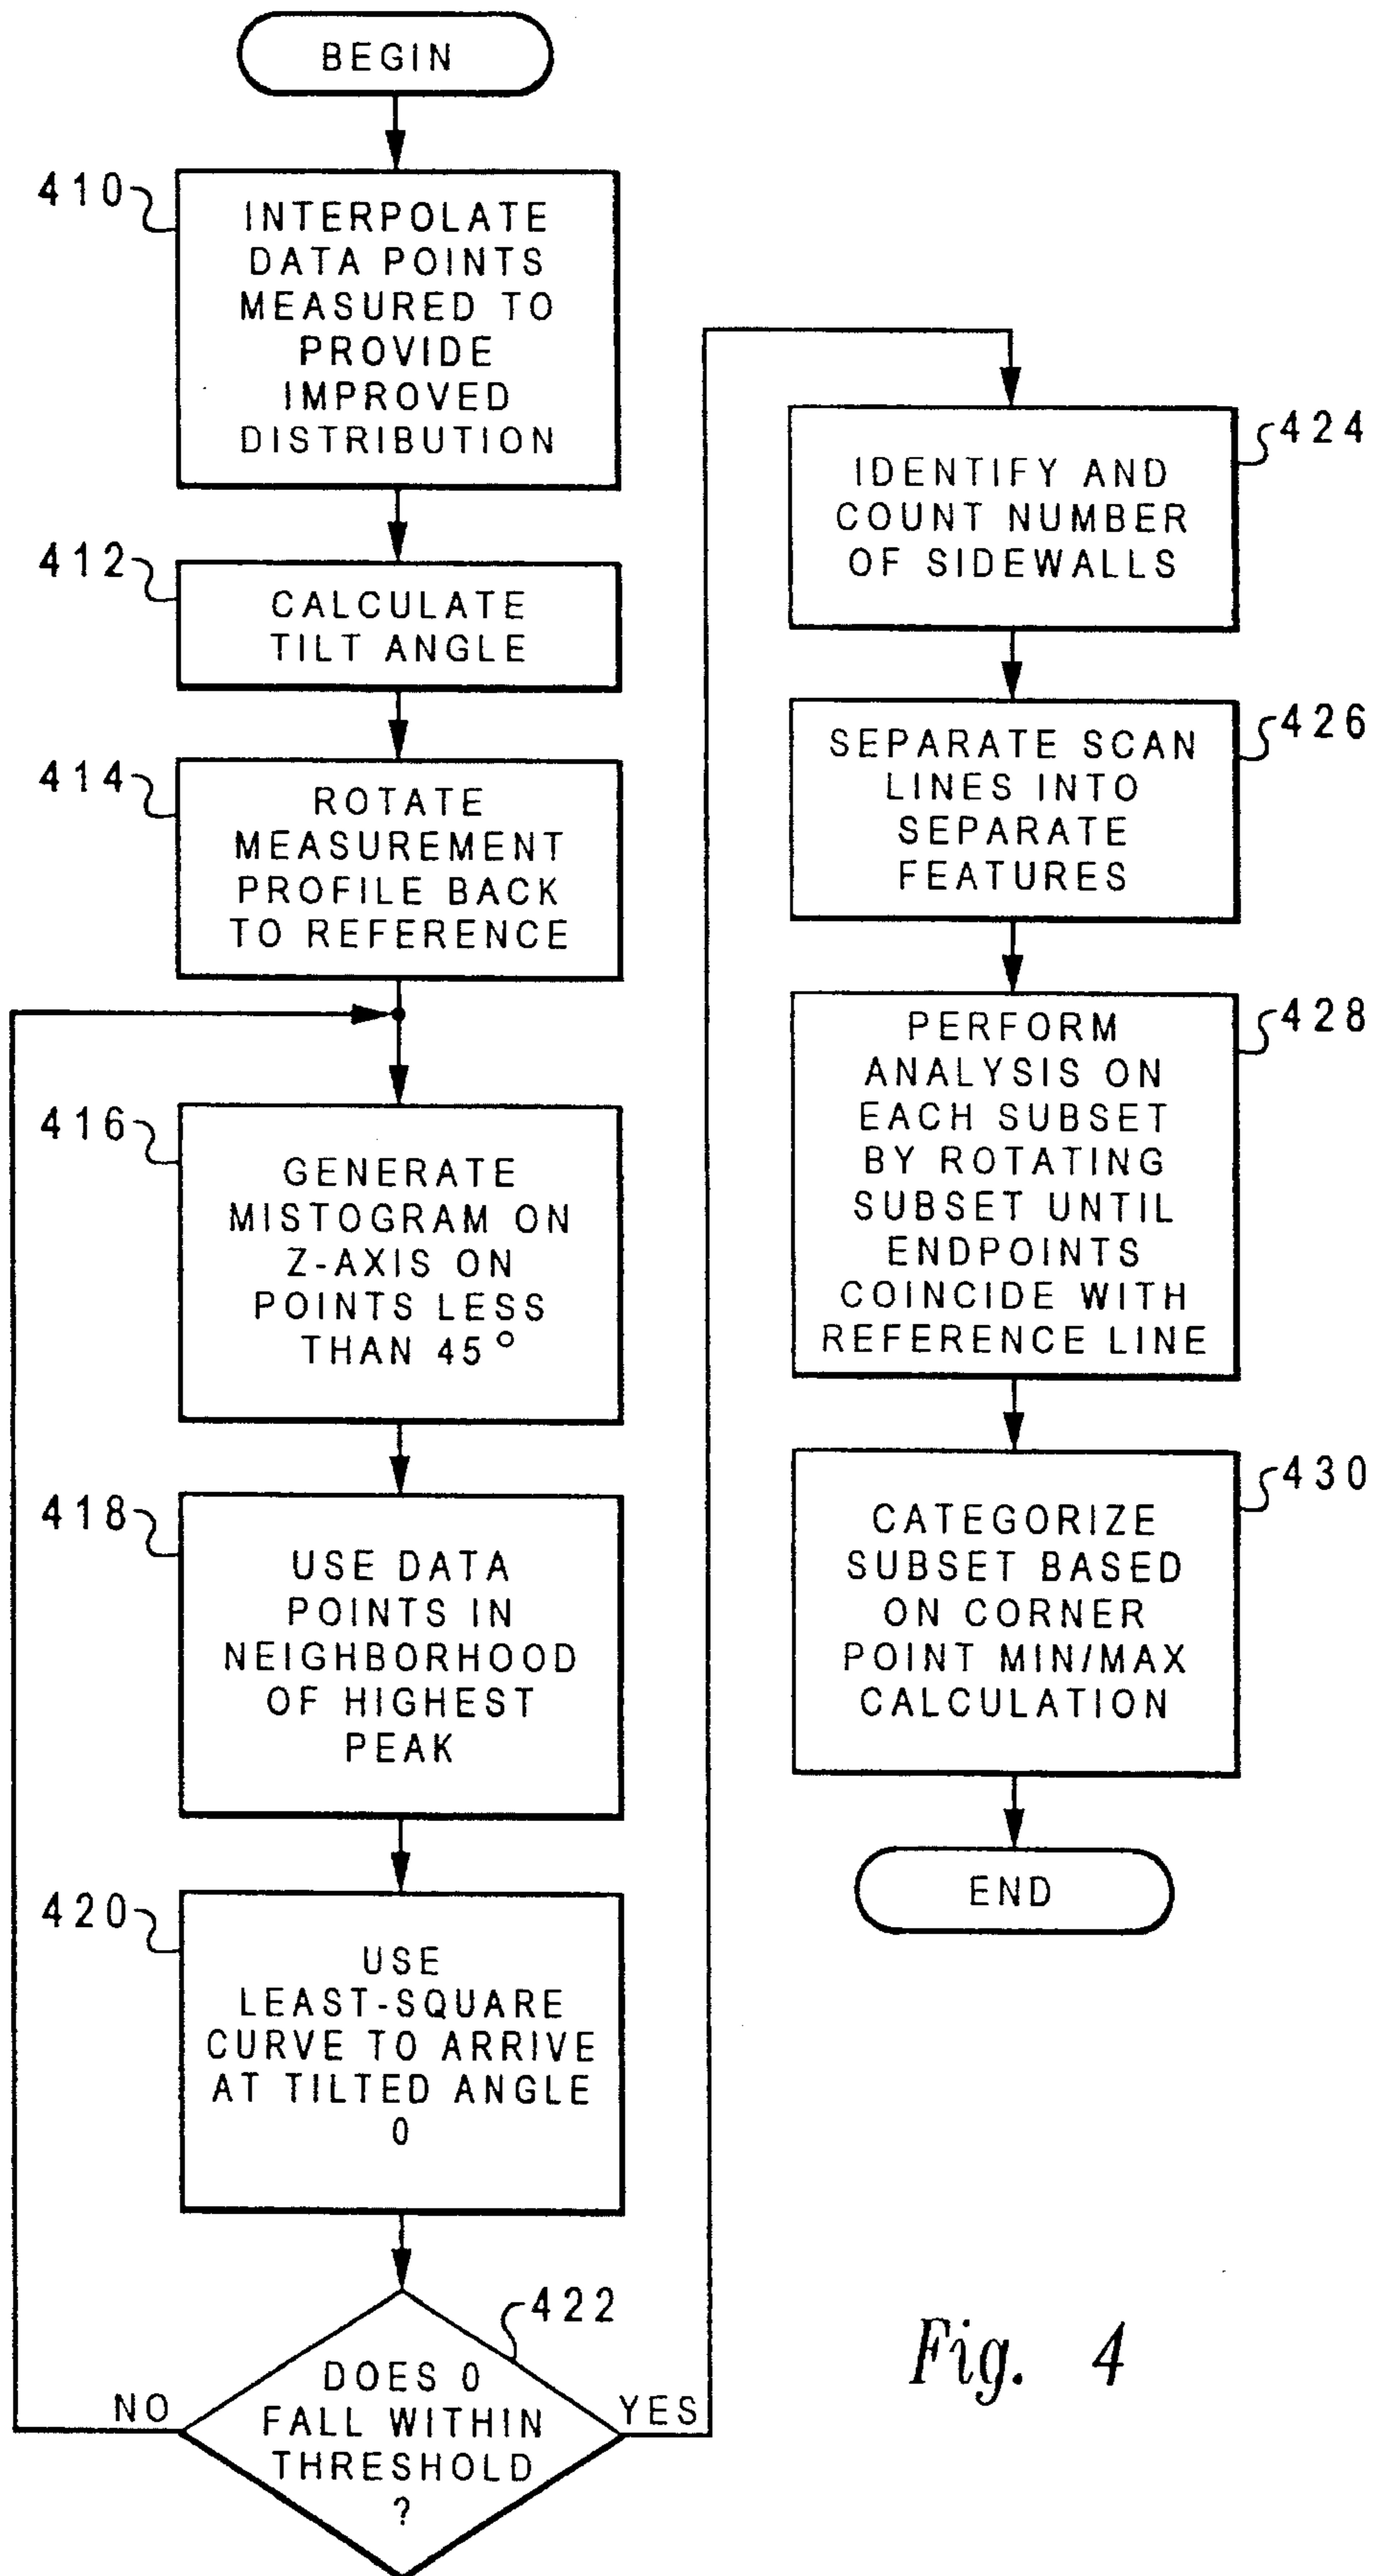 BEGIN
410
INTERPOLATE
DATA POINTS
MEASURED TO
PROVIDE
IMPROVED
DISTRIBUTION
412
CALCULATE
TILT ANGLE
414
ROTATE
MEASUREMENT
PROFILE BACK
TO REFERENCE
416
GENERATE
MISTOGRAM ON
Z-AXIS ON
POINTS LESS
THAN 45°
418
USE DATA
POINTS IN
NEIGHBORHOOD
OF HIGHEST
PEAK
420
USE
LEAST-SQUARE
CURVE TO ARRIVE
AT TILTED ANGLE
0
422
DOES 0
FALL WITHIN
THRESHOLD
?
NO
YES
424
IDENTIFY AND
COUNT NUMBER
OF SIDEWALLS
426
SEPARATE SCAN
LINES INTO
SEPARATE
FEATURES
428
PERFORM
ANALYSIS ON
EACH SUBSET
BY ROTATING
SUBSET UNTIL
ENDPOINTS
COINCIDE WITH
REFERENCE LINE
430
CATEGORIZE
SUBSET BASED
ON CORNER
POINT MIN/MAX
CALCULATION
END
Fig. 4